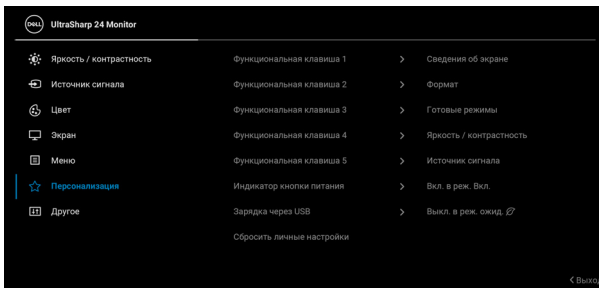 DELL UltraSharp 24 Monitor
Яркость / контрастность Функциональная клавиша 1 > Сведения об экране
Источник сигнала Функциональная клавиша 2 > Формат
Цвет Функциональная клавиша 3 > Готовые режимы
Экран Функциональная клавиша 4 > Яркость / контрастность
Меню Функциональная клавиша 5 > Источник сигнала
Персонализация Индикатор кнопки питания > Вкл. в реж. Вкл.
Другое Зарядка через USB > Выкл. в реж. ожид.
Сбросить личные настройки
< Выход